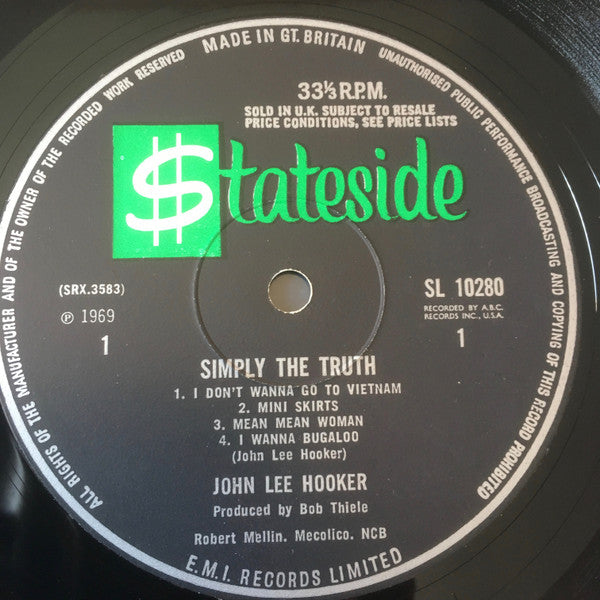 MADE IN GT. BRITAIN
ALL RIGHTS OF THE MANUFACTURER AND OF THE OWNER OF THE RECORDED WORK RESERVED
UNAUTHORISED PUBLIC PERFORMANCE BROADCASTING AND COPYING OF THIS RECORD PROHIBITED
33⅓ R.P.M.
SOLD IN U.K. SUBJECT TO RESALE
PRICE CONDITIONS, SEE PRICE LISTS
$tateside
(SRX.3583)
℗ 1969
1
SL 10280
RECORDED BY A.B.C.
RECORDS INC., U.S.A.
1
SIMPLY THE TRUTH
1. I DON'T WANNA GO TO VIETNAM
2. MINI SKIRTS
3. MEAN MEAN WOMAN
4. I WANNA BUGALOO
(John Lee Hooker)
JOHN LEE HOOKER
Produced by Bob Thiele
Robert Mellin. Mecolico. NCB
E.M.I. RECORDS LIMITED